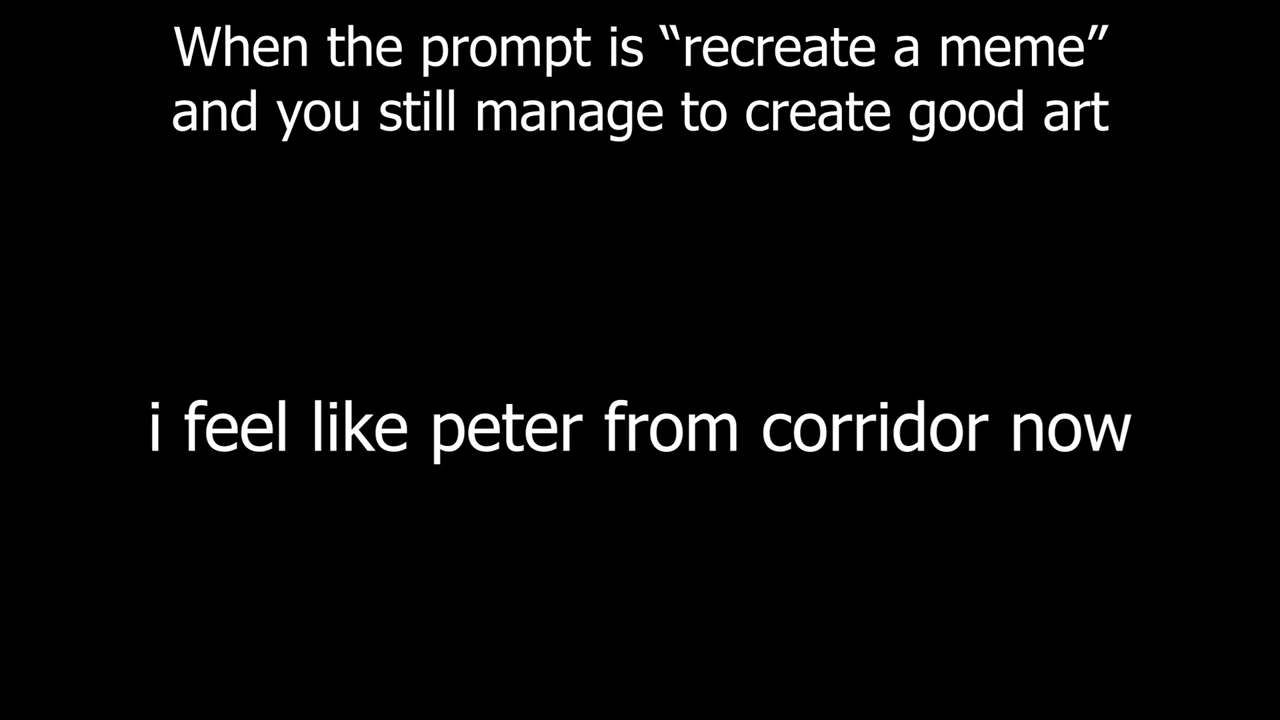 When the prompt is “recreate a meme”
and you still manage to create good art
i feel like peter from corridor now